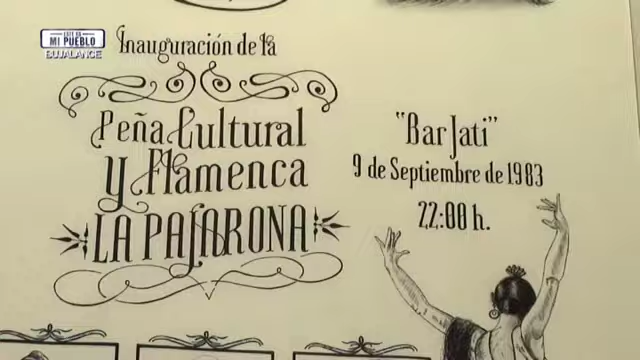 ESTE ES
MI PUEBLO
BUJALANCE
Inauguración de la
Peña Cultural
y Flamenca
LA PAJARONA
"Bar Jati"
9 de Septiembre de 1983
22:00 h.